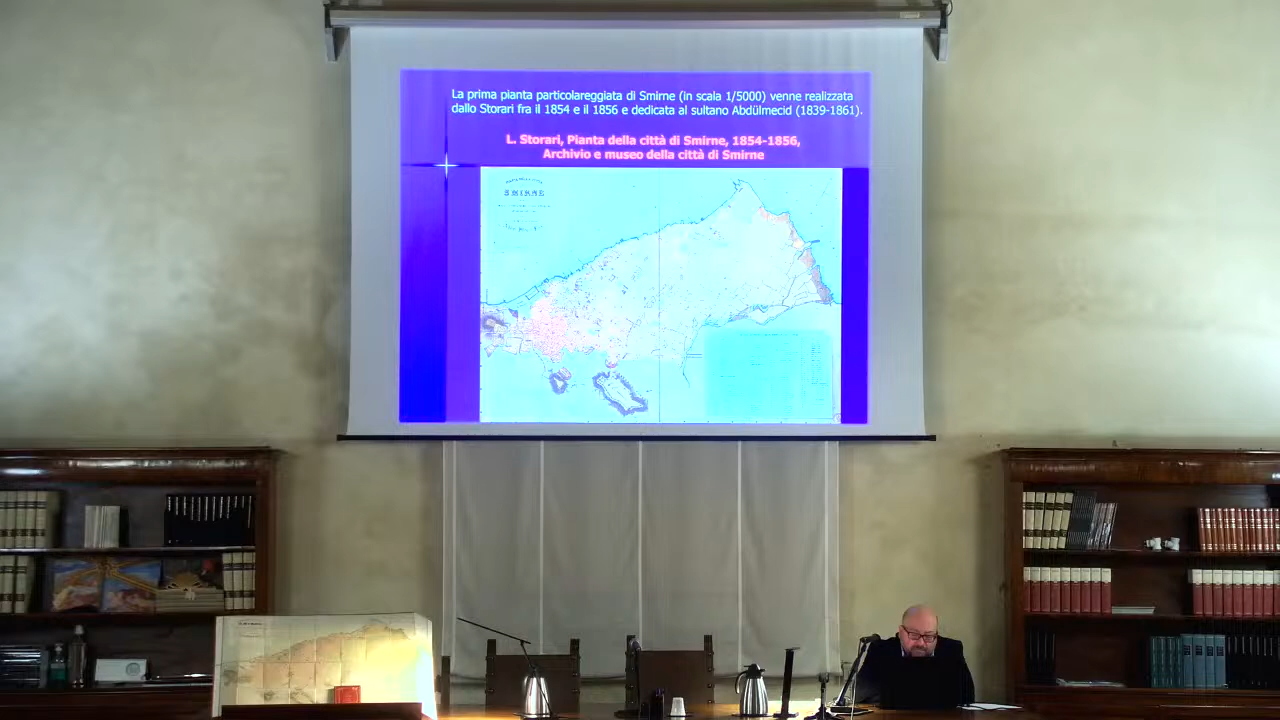 La prima pianta particolareggiata di Smirne (in scala 1/5000) venne realizzata
dallo Storari fra il 1854 e il 1856 e dedicata al sultano Abdülmecid (1839-1861).
L. Storari, Pianta della città di Smirne, 1854-1856,
Archivio e museo della città di Smirne
SMIRNE